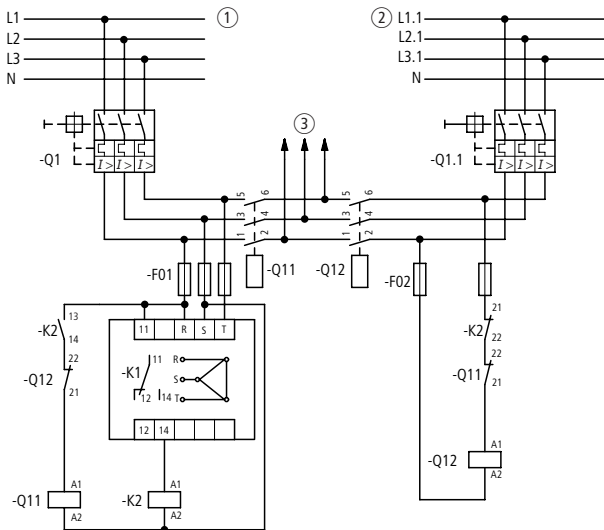 L1 ① ② L1.1
L2 L2.1
L3 L3.1
N N
③
-Q1 -Q1.1
I> I> I> I> I> I>
5 6 5 6
3 4 3 4
1 2 1 2
-F01 -Q11 -Q12 -F02
13 21
-K2 11 R S T -K2
14 22
22 11 R 22
-Q12 -K1 S -Q11
21 12 14 T 21
12 14
A1 
-Q12
A2
A1 A1
-Q11 -K2
A2 A2